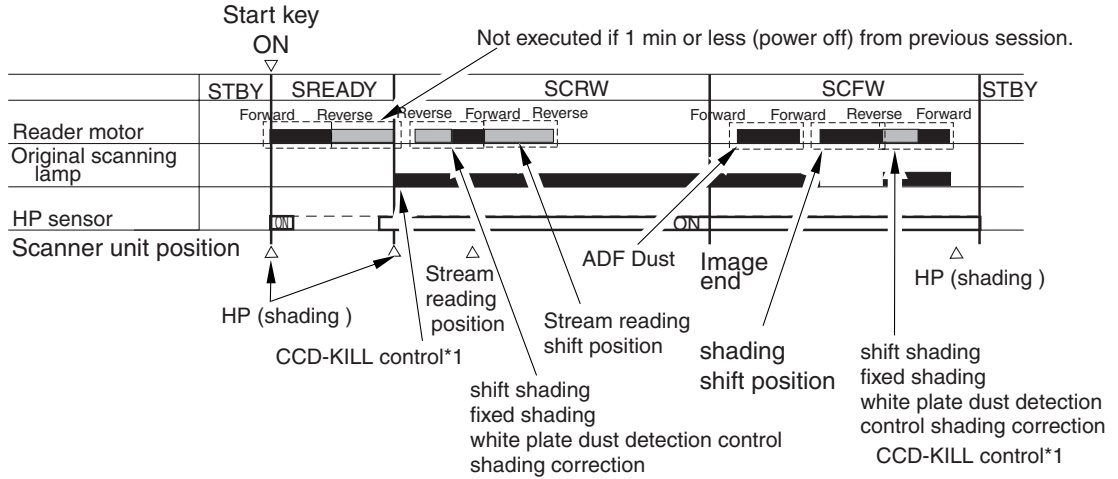 Start key
ON
Not executed if 1 min or less (power off) from previous session.
STBY SREADY SCRW SCFW STBY
Forward Reverse Reverse Forward Reverse Forward Forward Reverse Forward
Reader motor
Original scanning
lamp
HP sensor ON ON
Scanner unit position
HP (shading )
CCD-KILL control*1
Stream
reading
position
shift shading
fixed shading
white plate dust detection control
shading correction
Stream reading
shift position
ADF Dust
Image
end
shading
shift position
HP (shading )
shift shading
fixed shading
white plate dust detection
control shading correction
CCD-KILL control*1